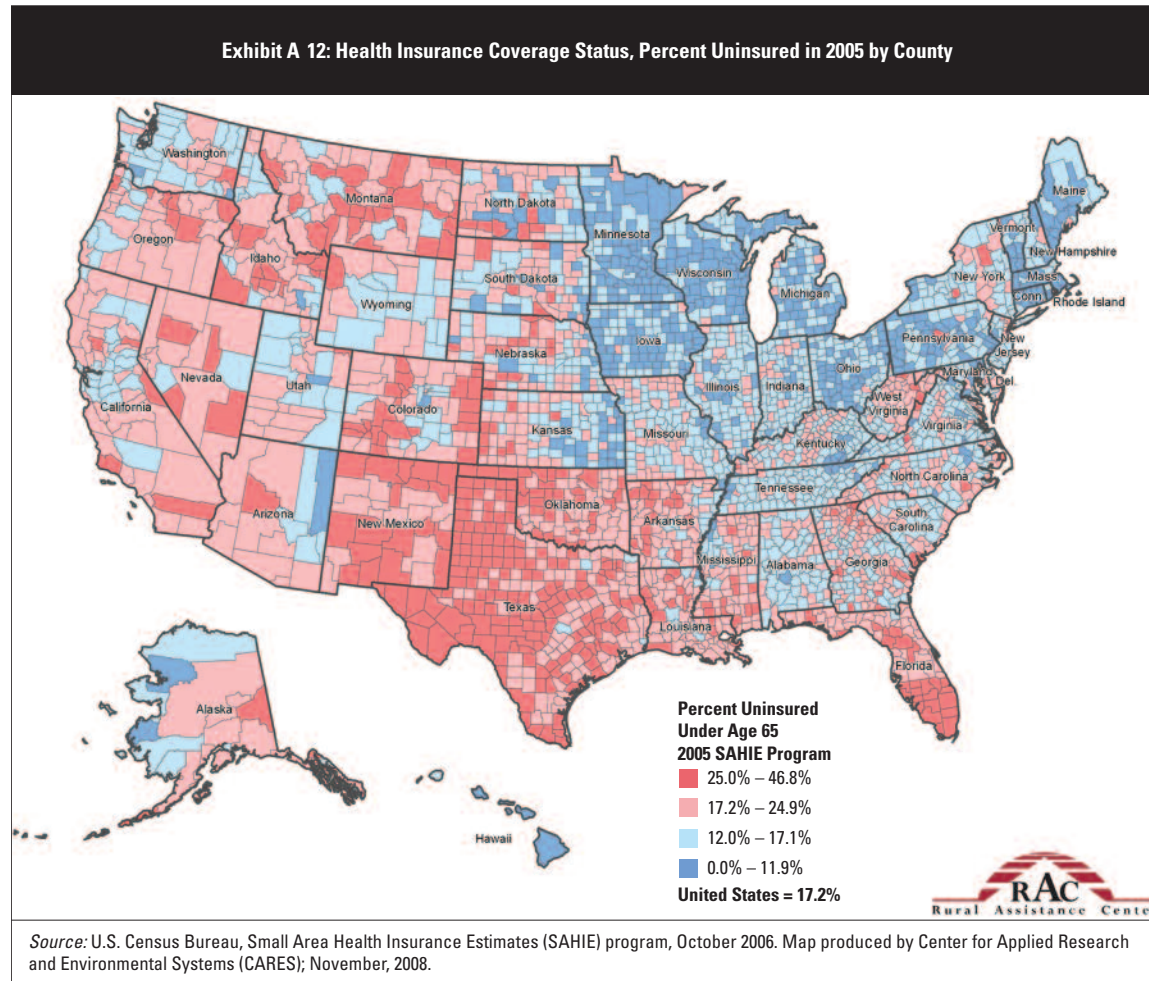 Exhibit A 12: Health Insurance Coverage Status, Percent Uninsured in 2005 by County
Washington
Montana
North Dakota
Minnesota
Maine
Vermont
New Hampshire
Oregon
Idaho
South Dakota
Wisconsin
Michigan
New York
Mass
Conn
Rhode Island
Wyoming
Nebraska
Iowa
Pennsylvania
New
Jersey
Nevada
Utah
Colorado
Illinois
Indiana
Ohio
Maryland
Del.
West
Virginia
California
Kansas
Missouri
Kentucky
Virginia
Arizona
New Mexico
Oklahoma
Arkansas
Tennessee
North Carolina
South
Carolina
Mississippi
Alabama
Georgia
Texas
Louisiana
Florida
Alaska
Hawaii
Percent Uninsured
Under Age 65
2005 SAHIE Program
25.0% – 46.8%
17.2% – 24.9%
12.0% – 17.1%
0.0% – 11.9%
United States = 17.2%
RAC
Rural Assistance Cente
Source: U.S. Census Bureau, Small Area Health Insurance Estimates (SAHIE) program, October 2006. Map produced by Center for Applied Research
and Environmental Systems (CARES); November, 2008.